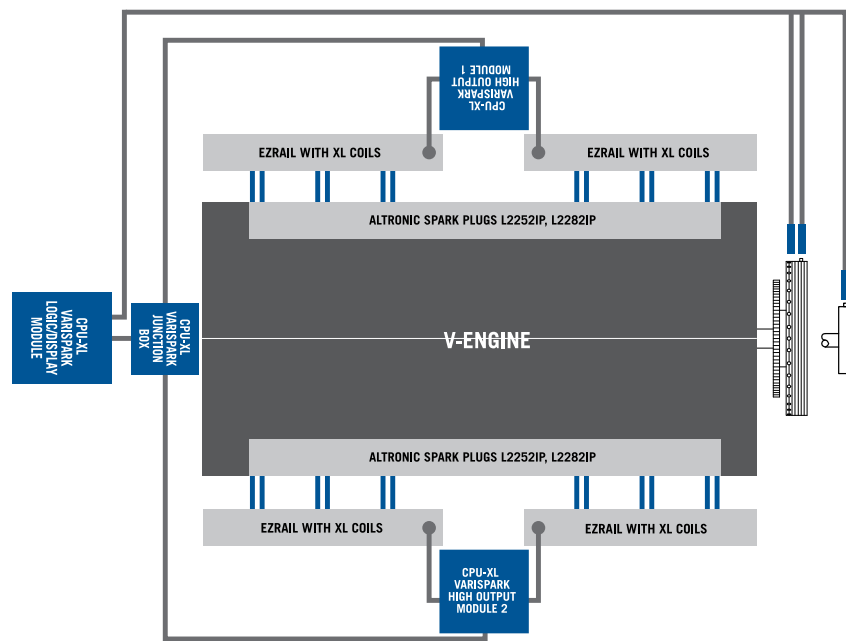 CPU-XL
VARISPARK
HIGH OUTPUT
MODULE 1
EZRAIL WITH XL COILS
EZRAIL WITH XL COILS
ALTRONIC SPARK PLUGS L2252IP, L2282IP
CPU-XL
VARISPARK
LOGIC/DISPLAY
MODULE
CPU-XL
VARISPARK
JUNCTION
BOX
V-ENGINE
ALTRONIC SPARK PLUGS L2252IP, L2282IP
EZRAIL WITH XL COILS
EZRAIL WITH XL COILS
CPU-XL
VARISPARK
HIGH OUTPUT
MODULE 2